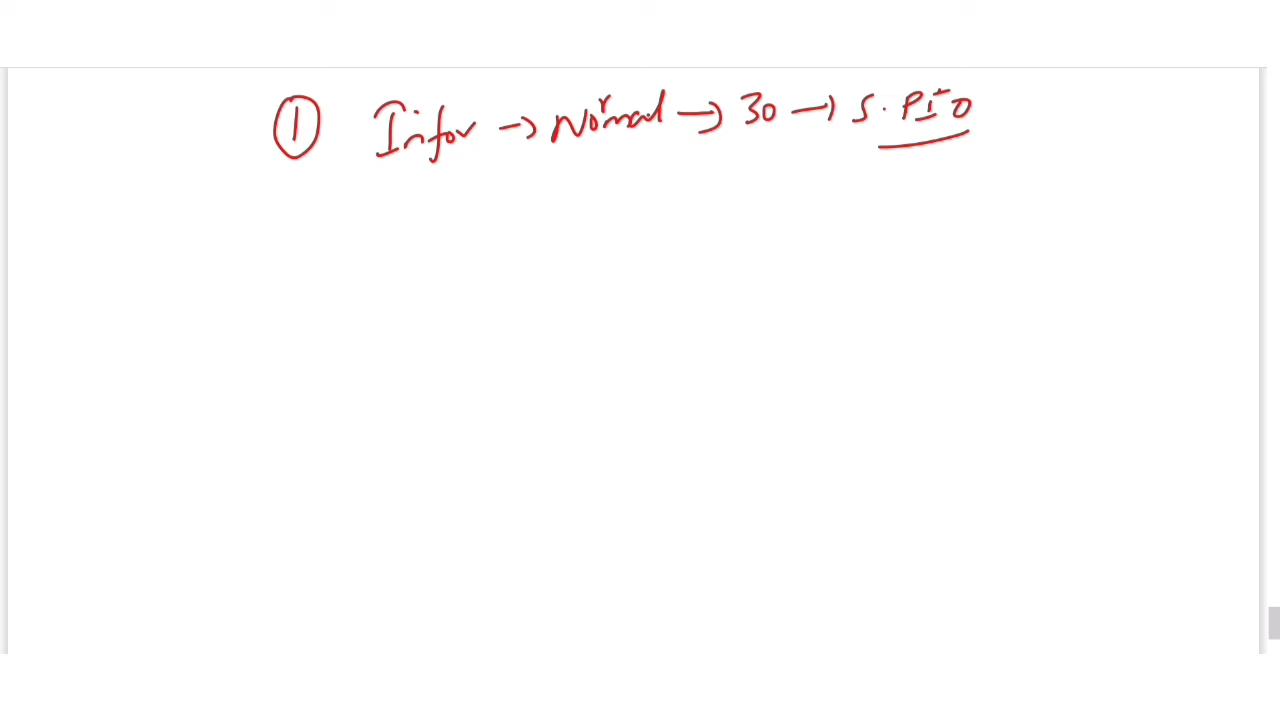 ① Infor → Normal → 30 → S.PIO